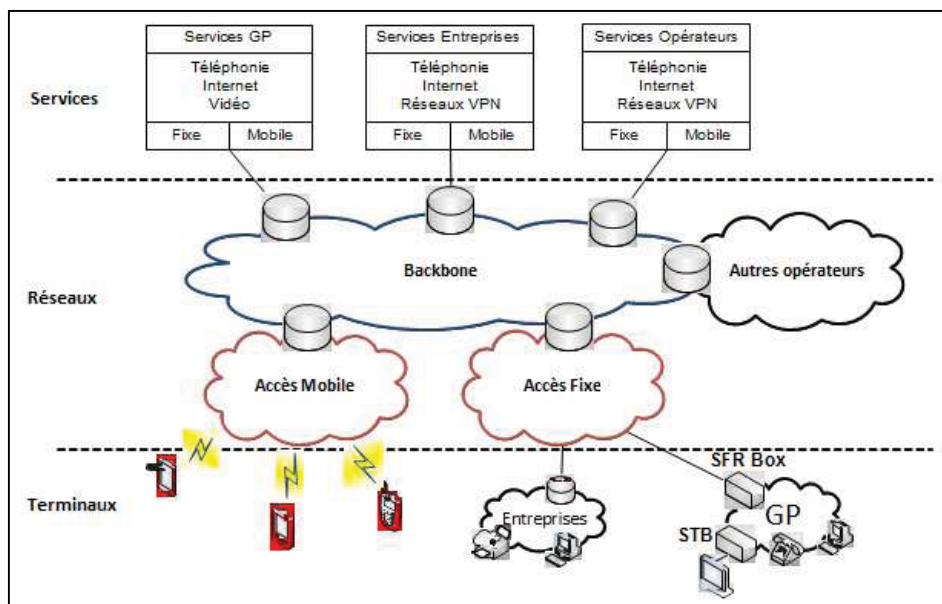 Services GP
Téléphonie
Internet
Vidéo
Fixe
Mobile
Services Entreprises
Téléphonie
Internet
Réseaux VPN
Fixe
Mobile
Services Opérateurs
Téléphonie
Internet
Réseaux VPN
Fixe
Mobile
Services
Backbone
Autres opérateurs
Réseaux
Accès Mobile
Accès Fixe
SFR Box
Terminaux
Entreprises
GP
STB